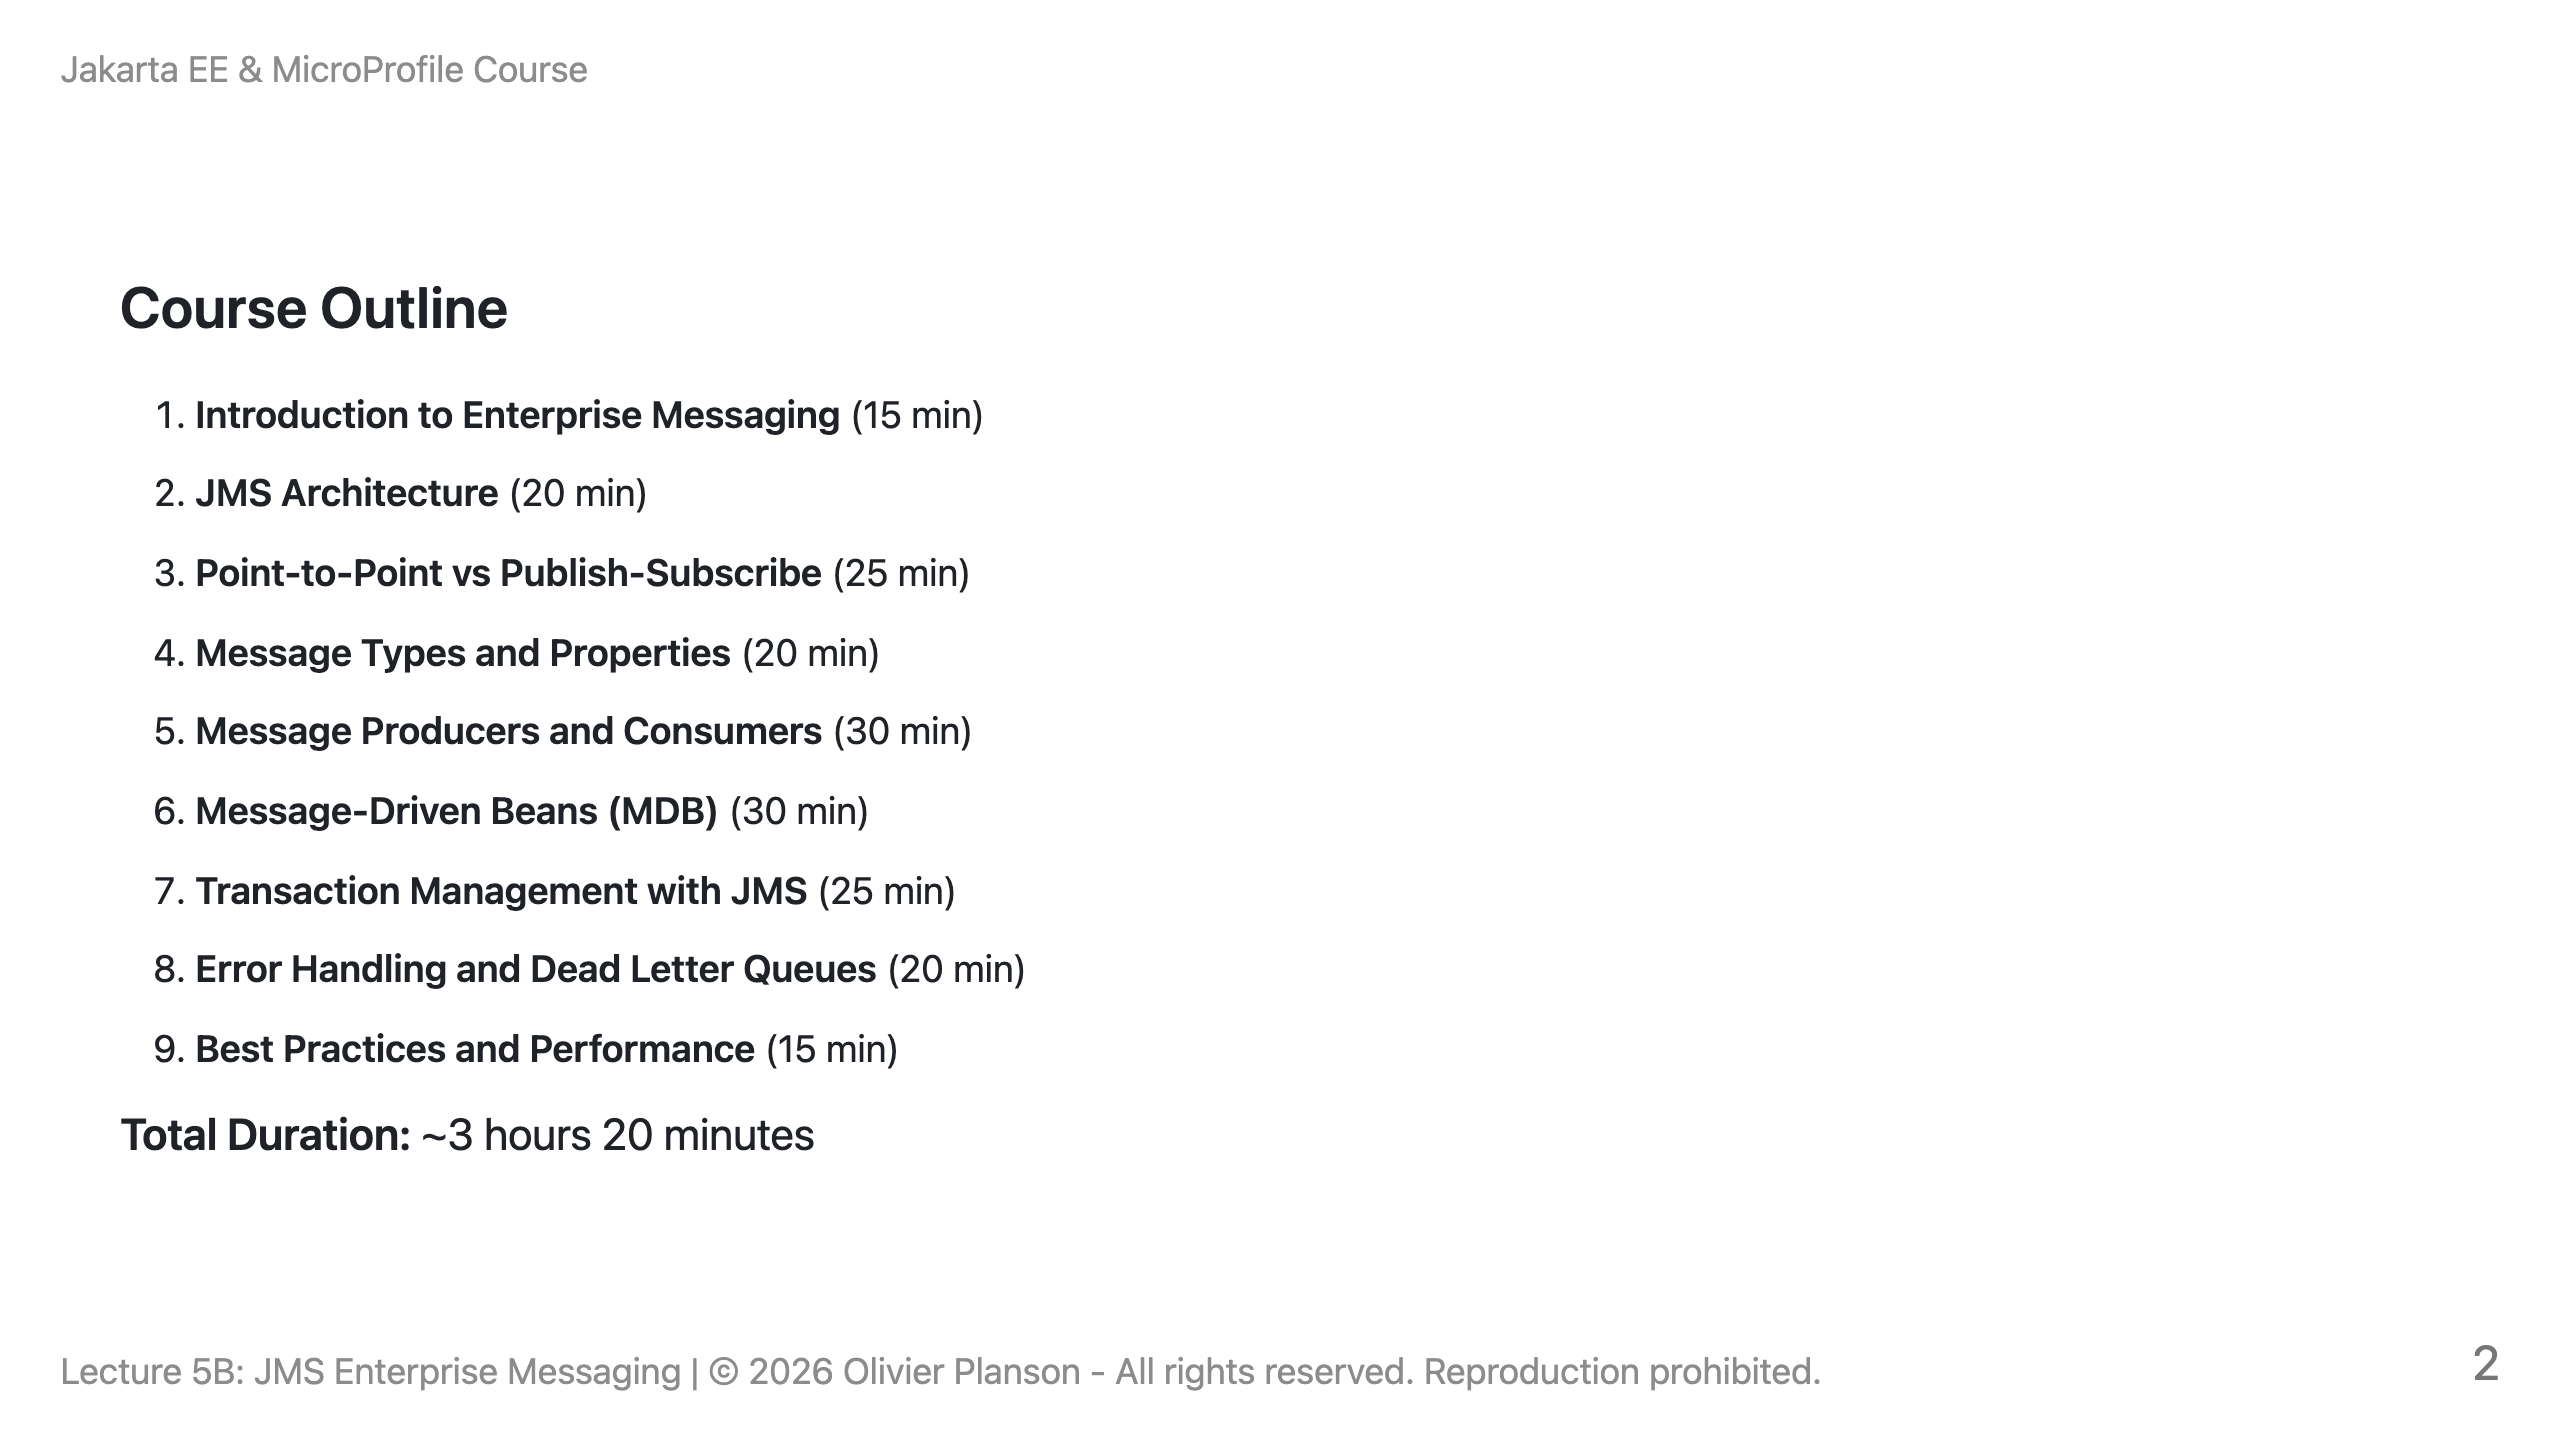 Jakarta EE & MicroProfile Course
Course Outline
1. Introduction to Enterprise Messaging (15 min)
2. JMS Architecture (20 min)
3. Point-to-Point vs Publish-Subscribe (25 min)
4. Message Types and Properties (20 min)
5. Message Producers and Consumers (30 min)
6. Message-Driven Beans (MDB) (30 min)
7. Transaction Management with JMS (25 min)
8. Error Handling and Dead Letter Queues (20 min)
9. Best Practices and Performance (15 min)
Total Duration: ~3 hours 20 minutes
Lecture 5B: JMS Enterprise Messaging | © 2026 Olivier Planson - All rights reserved. Reproduction prohibited.
2